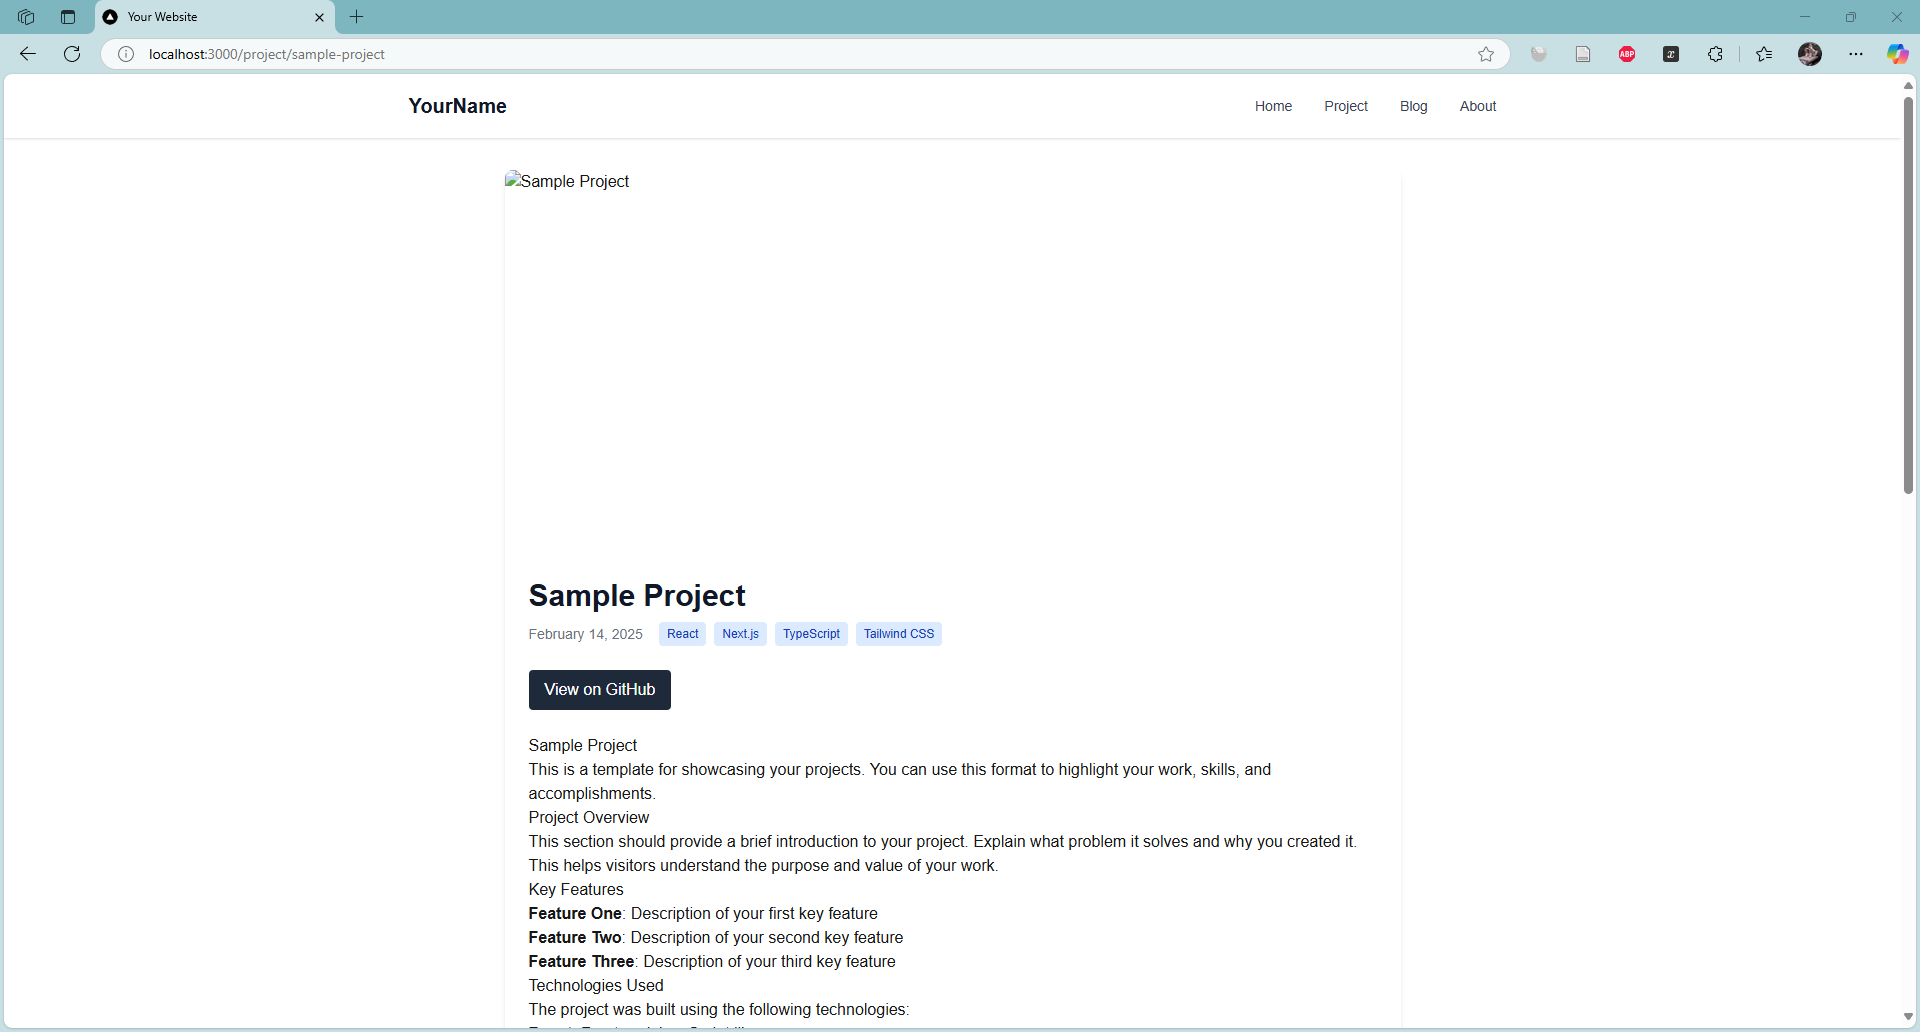 Your Website
localhost:3000/project/sample-project
ABP
YourName
Home
Project
Blog
About
Sample Project
Sample Project
February 14, 2025
React
Next.js
TypeScript
Tailwind CSS
View on GitHub
Sample Project
This is a template for showcasing your projects. You can use this format to highlight your work, skills, and
accomplishments.
Project Overview
This section should provide a brief introduction to your project. Explain what problem it solves and why you created it.
This helps visitors understand the purpose and value of your work.
Key Features
Feature One: Description of your first key feature
Feature Two: Description of your second key feature
Feature Three: Description of your third key feature
Technologies Used
The project was built using the following technologies: